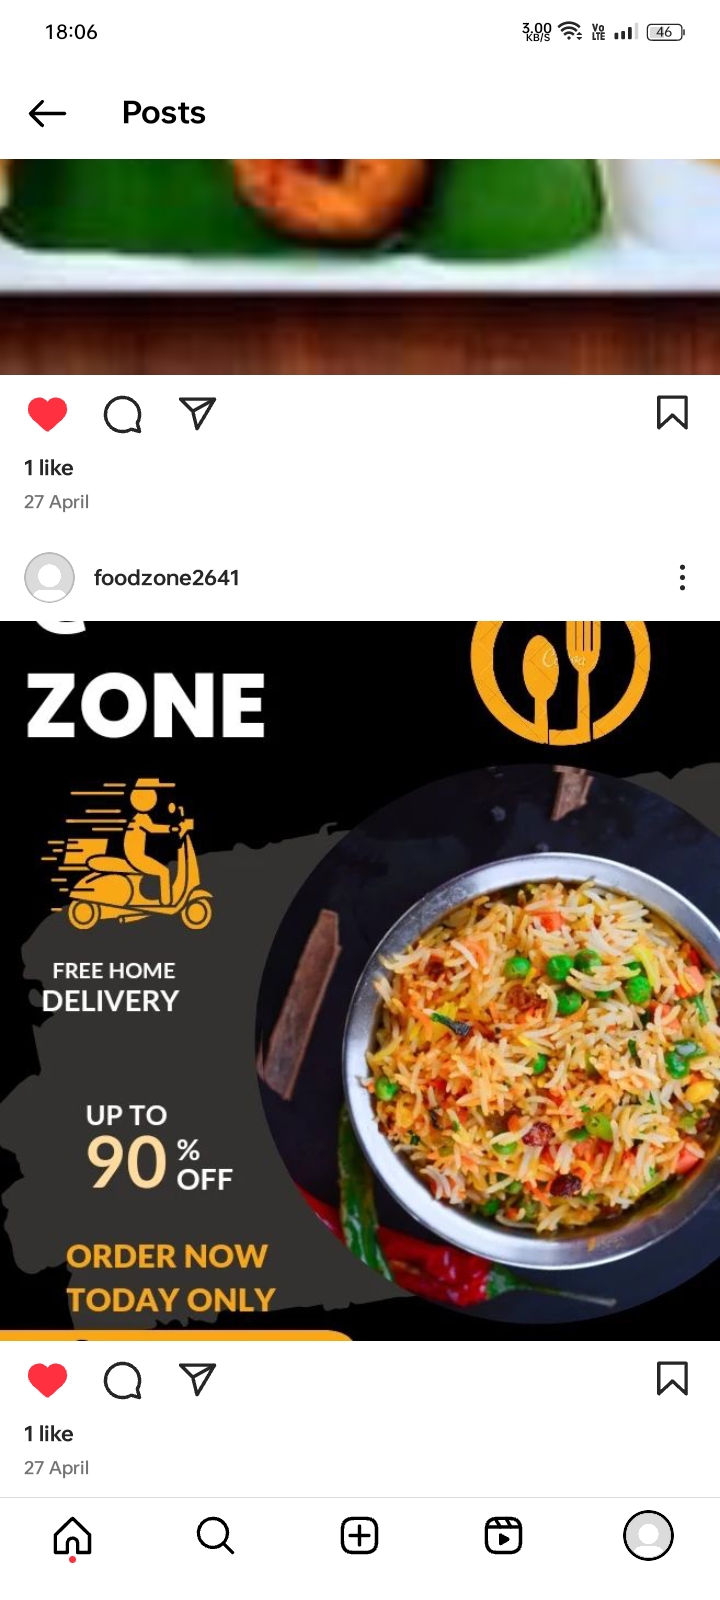 18:06
3.00
KB/S
Vo
LTE
46
Posts
1 like
27 April
foodzone2641
ZONE
FREE HOME
DELIVERY
UP TO
90 %
OFF
ORDER NOW
TODAY ONLY
1 like
27 April